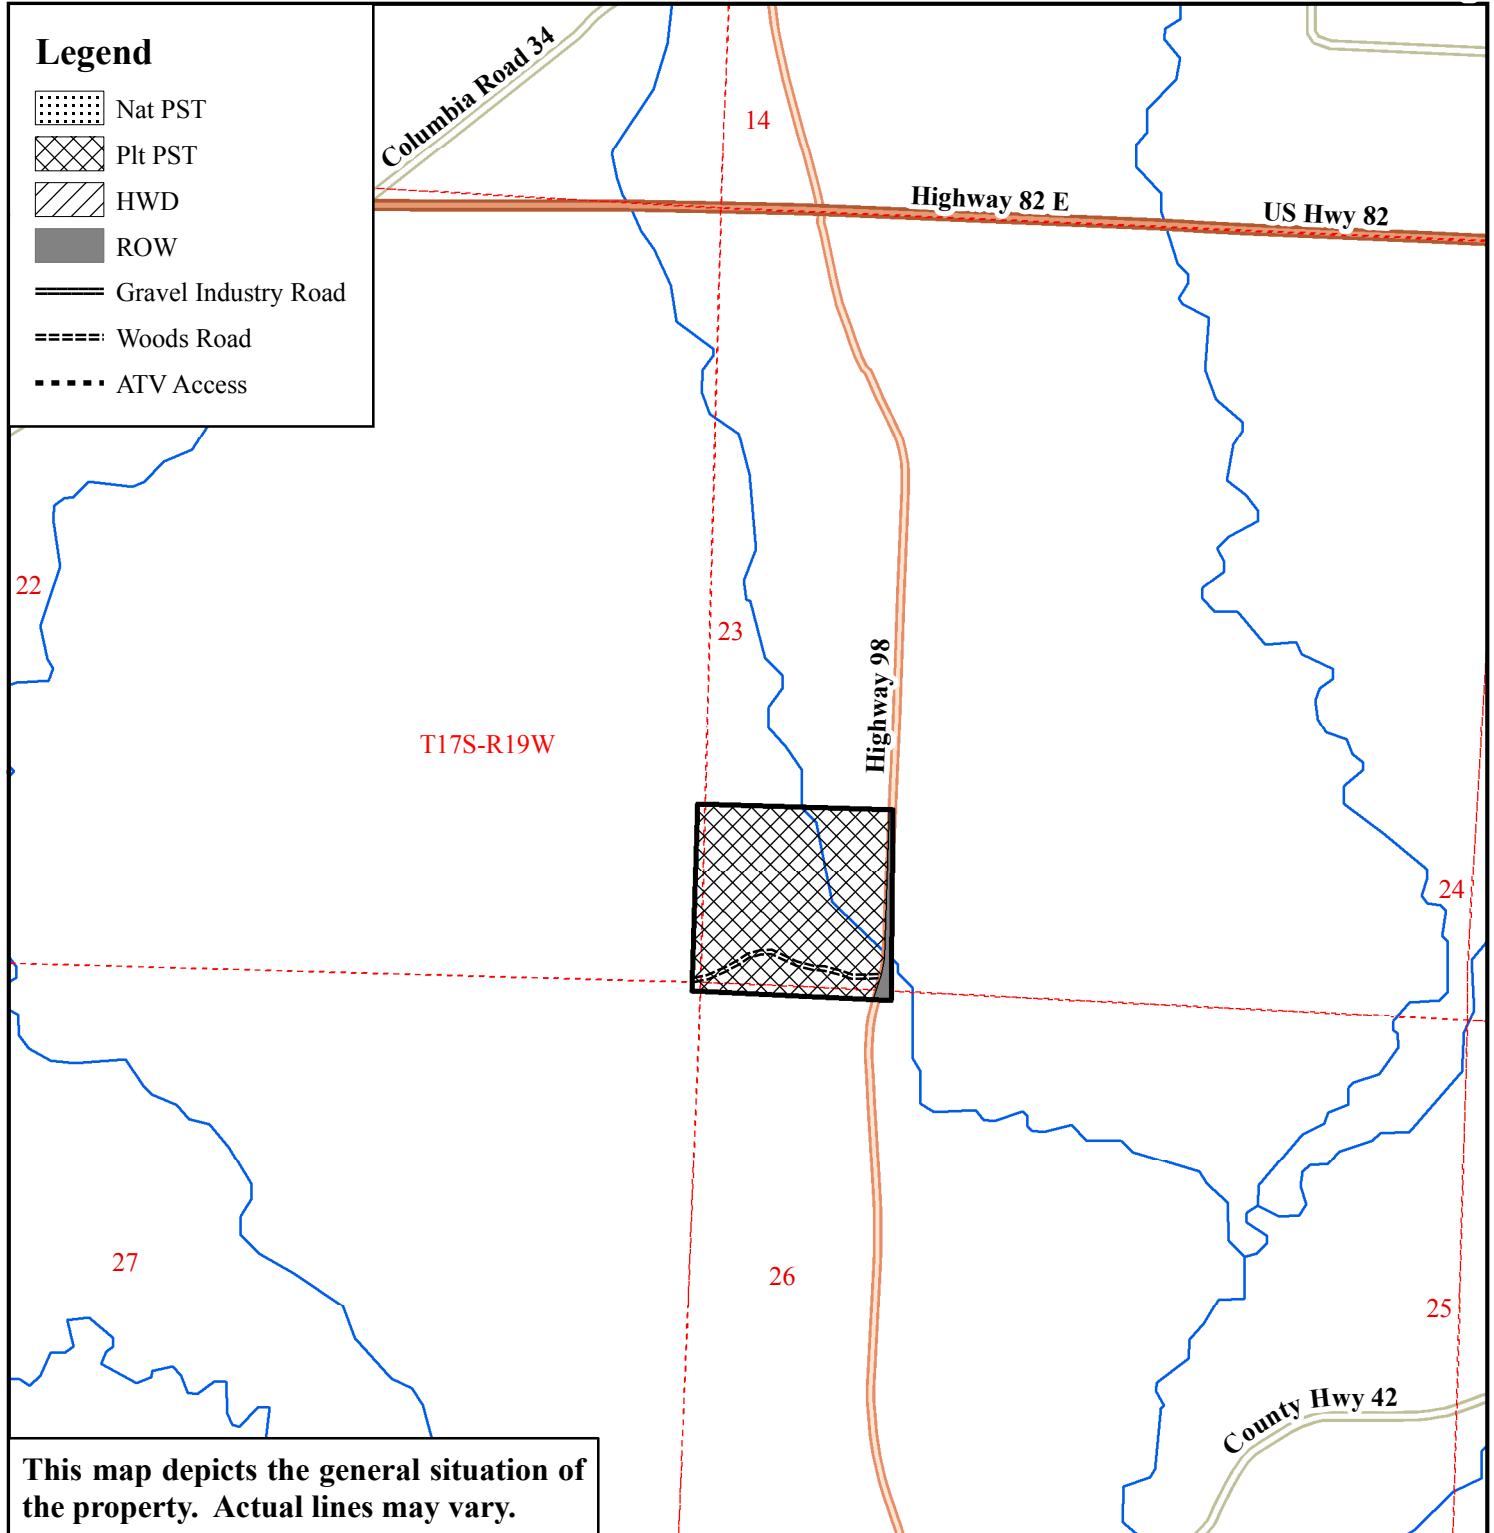 Legend
Nat PST
Plt PST
HWD
ROW
Gravel Industry Road
Woods Road
ATV Access
Columbia Road 34
14
Highway 82 E
US Hwy 82
22
23
Highway 98
T17S-R19W
24
27
26
25
County Hwy 42
This map depicts the general situation of
the property. Actual lines may vary.